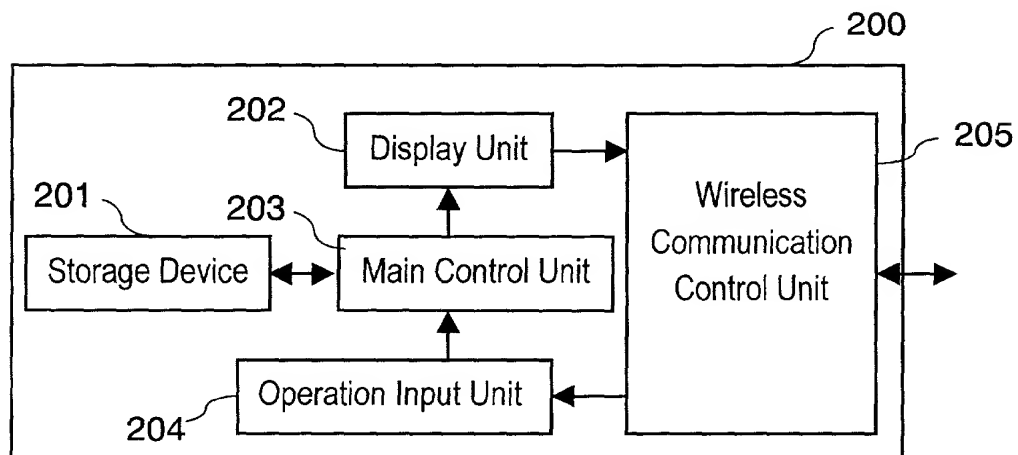 200
202
Display Unit
205
201
203
Wireless
Communication
Control Unit
Storage Device
Main Control Unit
Operation Input Unit
204